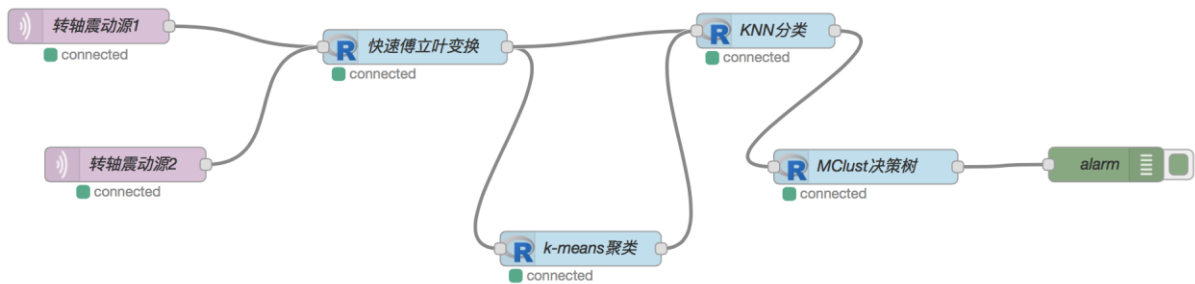 转轴震动源1
connected
R
快速傅立叶变换
connected
R
KNN分类
connected
转轴震动源2
connected
R
MClust决策树
connected
alarm
R
k-means聚类
connected